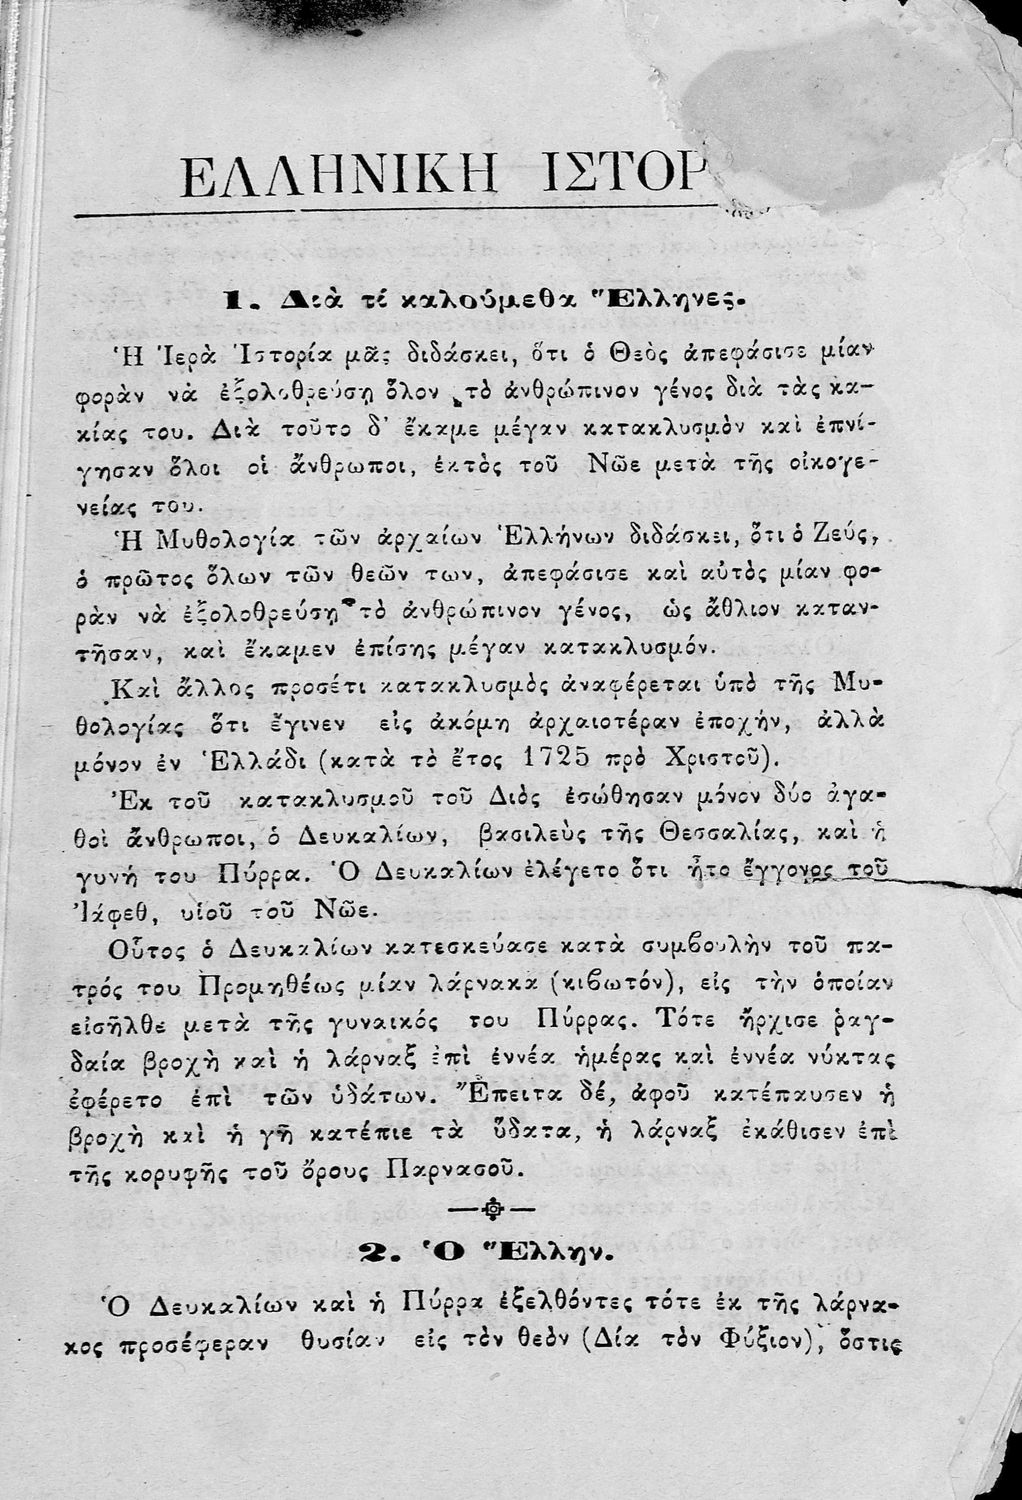 ΕΛΛΗΝΙΚΗ ΙΣΤΟΡ
1. Διὰ τί καλούμεθα Ἕλληνες.
Ἡ Ἱερὰ Ἱστορία μᾶς διδάσκει, ὅτι ὁ Θεὸς ἀπεφάσισε μίαν
φορὰν νὰ ἐξολοθρεύσῃ ὅλον τὸ ἀνθρώπινον γένος διὰ τὰς κα-
κίας του. Διὰ τοῦτο δ' ἔκαμε μέγαν κατακλυσμὸν καὶ ἐπνί-
γησαν ὅλοι οἱ ἄνθρωποι, ἐκτὸς τοῦ Νῶε μετὰ τῆς οἰκογε-
νείας του.
Ἡ Μυθολογία τῶν ἀρχαίων Ἑλλήνων διδάσκει, ὅτι ὁ Ζεύς,
ὁ πρῶτος ὅλων τῶν θεῶν των, ἀπεφάσισε καὶ αὐτὸς μίαν φο-
ρὰν νὰ ἐξολοθρεύσῃ τὸ ἀνθρώπινον γένος, ὡς ἄθλιον καταν-
τῆσαν, καὶ ἔκαμεν ἐπίσης μέγαν κατακλυσμόν.
Καὶ ἄλλος προσέτι κατακλυσμὸς ἀναφέρεται ὑπὸ τῆς Μυ-
θολογίας ὅτι ἔγινεν εἰς ἀκόμη ἀρχαιοτέραν ἐποχήν, ἀλλὰ
μόνον ἐν Ἑλλάδι (κατὰ τὸ ἔτος 1725 πρὸ Χριστοῦ).
Ἐκ τοῦ κατακλυσμοῦ τοῦ Διὸς ἐσώθησαν μόνον δύο ἀγα-
θοὶ ἄνθρωποι, ὁ Δευκαλίων, βασιλεὺς τῆς Θεσσαλίας, καὶ ἡ
γυνή του Πύρρα. Ὁ Δευκαλίων ἐλέγετο ὅτι ἦτο ἔγγονος τοῦ
Ἰάφεθ, υἱοῦ τοῦ Νῶε.
Οὗτος ὁ Δευκαλίων κατεσκεύασε κατὰ συμβουλὴν τοῦ πα-
τρός του Προμηθέως μίαν λάρνακα (κιβωτόν), εἰς τὴν ὁποίαν
εἰσῆλθε μετὰ τῆς γυναικός του Πύρρας. Τότε ἤρχισε ῥαγ-
δαία βροχὴ καὶ ἡ λάρναξ ἐπὶ ἐννέα ἡμέρας καὶ ἐννέα νύκτας
ἐφέρετο ἐπὶ τῶν ὑδάτων. Ἔπειτα δέ, ἀφοῦ κατέπαυσεν ἡ
βροχὴ καὶ ἡ γῆ κατέπιε τὰ ὕδατα, ἡ λάρναξ ἐκάθισεν ἐπὶ
τῆς κορυφῆς τοῦ ὄρους Παρνασοῦ.
2. Ὁ Ἕλλην.
Ὁ Δευκαλίων καὶ ἡ Πύρρα ἐξελθόντες τότε ἐκ τῆς λάρνα-
κος προσέφεραν θυσίαν εἰς τὸν θεὸν (Δία τὸν Φύξιον), ὅστις